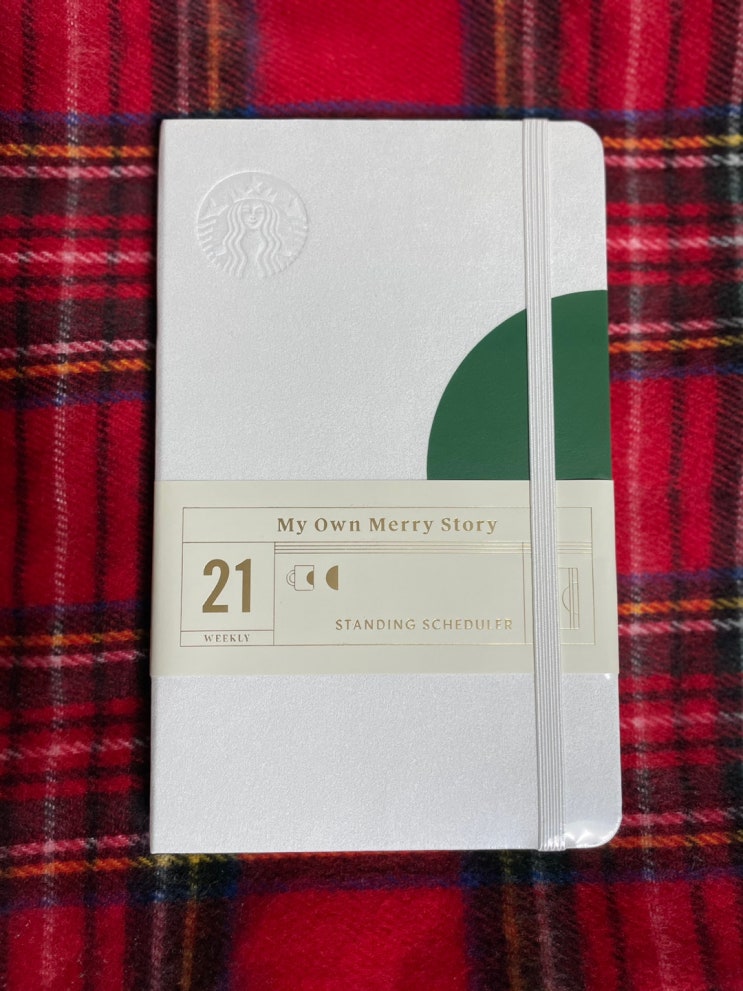 My Own Merry Story
21
WEEKLY
STANDING SCHEDULER